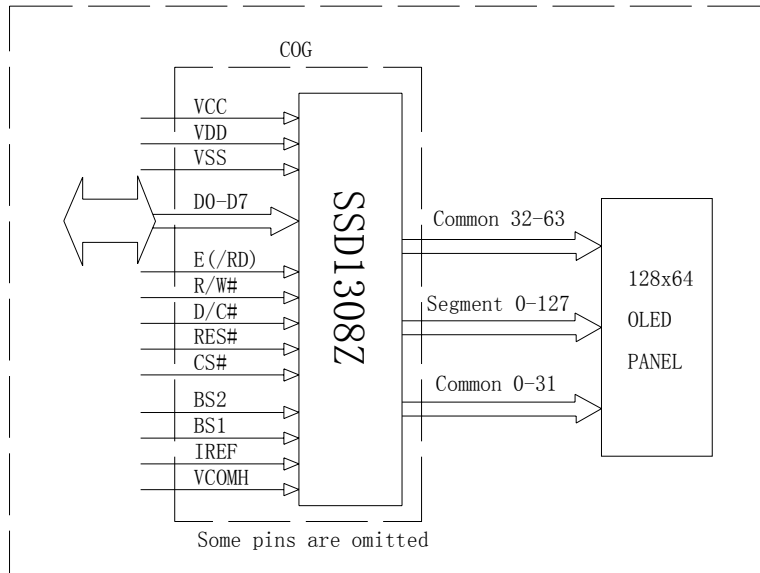 COG
VCC
VDD
VSS
D0-D7
E(/RD)
R/W#
D/C#
RES#
CS#
BS2
BS1
IREF
VCOMH
SSD1308Z
Common 32-63
Segment 0-127
Common 0-31
128x64
OLED
PANEL
Some pins are omitted